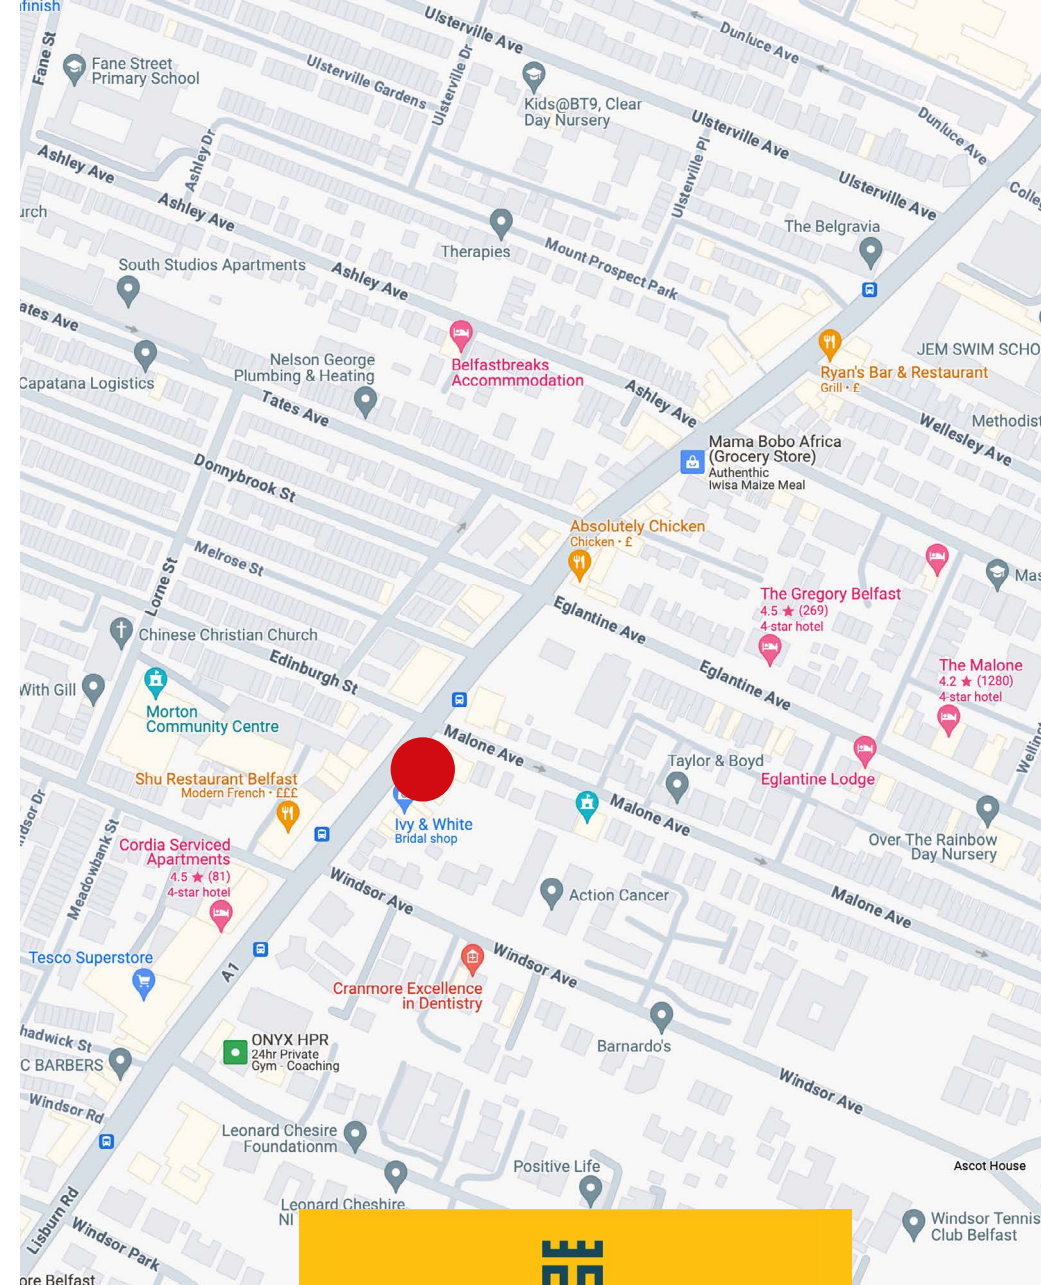 finish
Ulsterville Ave
Dunluce Ave
Fane St
Fane Street
Primary School
Ulsterville Gardens
Ulsterville Dr
Kids@BT9, Clear
Day Nursery
Ulsterville Ave
Dunluce Ave
Ashley Ave
Ashley Dr
Ulsterville Pl
Ulsterville Ave
Ashley Ave
The Belgravia
Therapies
Mount Prospect Park
South Studios Apartments
Ashley Ave
ates Ave
Nelson George
Plumbing & Heating
Capatana Logistics
Belfastbreaks
Accommmodation
JEM SWIM SCHO
Ryan's Bar & Restaurant
Grill · £
Tates Ave
Ashley Ave
Methodist
Wellesley Ave
Mama Bobo Africa
(Grocery Store)
Authenthic
Iwisa Maize Meal
Donnybrook St
Absolutely Chicken
Chicken · £
Melrose St
Lorne St
Mas
The Gregory Belfast
4.5 ★ (269)
4-star hotel
Eglantine Ave
Chinese Christian Church
Edinburgh St
Eglantine Ave
The Malone
4.2 ★ (1280)
4-star hotel
With Gill
Morton
Community Centre
Malone Ave
Taylor & Boyd
Eglantine Lodge
Shu Restaurant Belfast
Modern French · £££
Malone Ave
Ivy & White
Bridal shop
Over The Rainbow
Day Nursery
Meadowbank St
Cordia Serviced
Apartments
4.5 ★ (81)
4-star hotel
Windsor Ave
Action Cancer
Malone Ave
Tesco Superstore
A1
Windsor Ave
Cranmore Excellence
in Dentistry
hadwick St
ONYX HPR
24hr Private
Gym - Coaching
Barnardo's
C BARBERS
Windsor Rd
Windsor Ave
Leonard Chesire
Foundationm
Positive Life
Ascot House
Leonard Cheshire
NI
Lisburn Rd
Windsor Park
Windsor Tennis
Club Belfast
ore Belfast